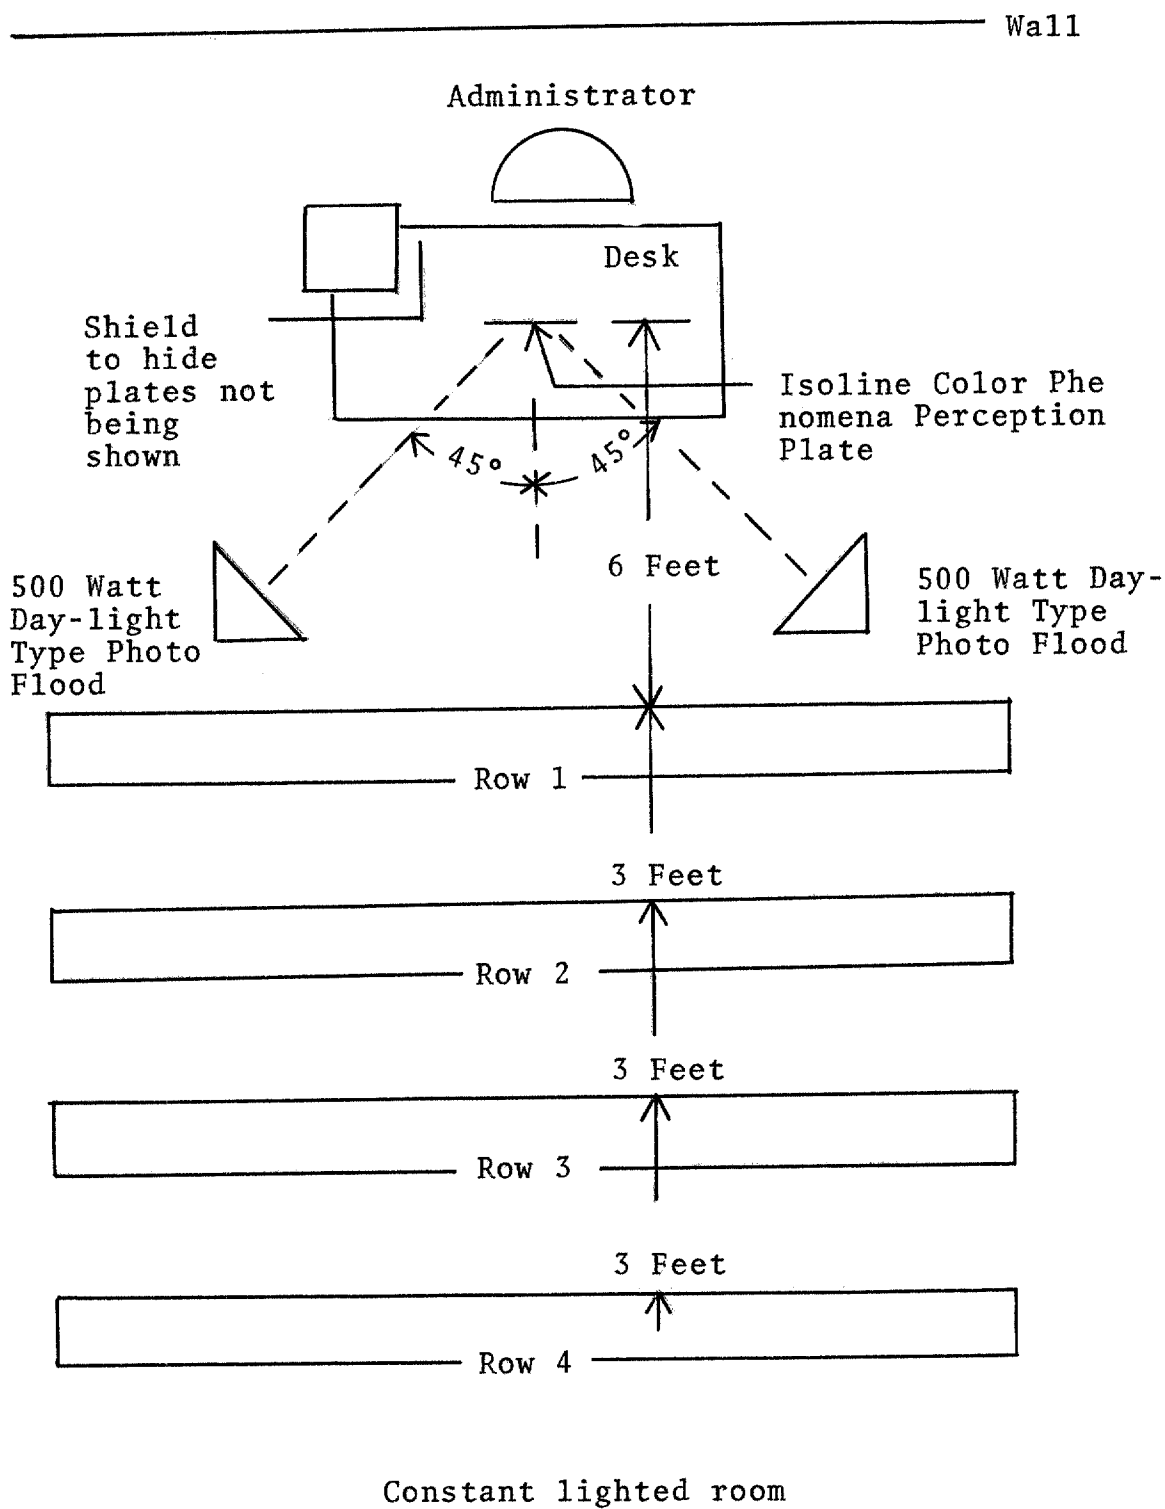 Wall
Administrator
Desk
Shield
to hide
plates not
being
shown
Isoline Color Phe
nomena Perception
Plate
45°
45°
6 Feet
500 Watt
Day-light
Type Photo
Flood
500 Watt Day-
light Type
Photo Flood
Row 1
3 Feet
Row 2
3 Feet
Row 3
3 Feet
Row 4
Constant lighted room